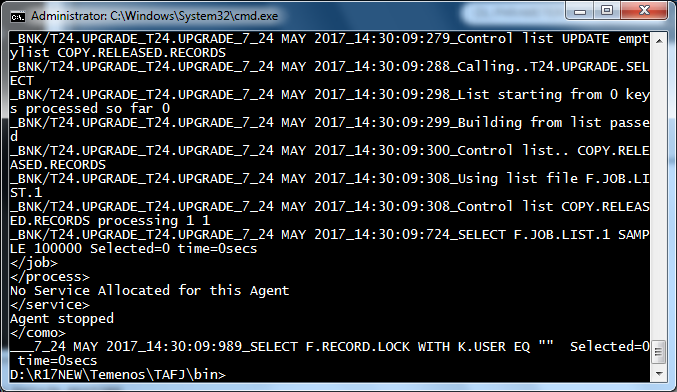 Administrator: C:\Windows\System32\cmd.exe
_BNK/T24.UPGRADE_T24.UPGRADE_7_24 MAY 2017_14:30:09:279_Control list UPDATE empt
ylist COPY.RELEASED.RECORDS
_BNK/T24.UPGRADE_T24.UPGRADE_7_24 MAY 2017_14:30:09:288_Calling..T24.UPGRADE.SEL
ECT
_BNK/T24.UPGRADE_T24.UPGRADE_7_24 MAY 2017_14:30:09:298_List starting from 0 key
s processed so far 0
_BNK/T24.UPGRADE_T24.UPGRADE_7_24 MAY 2017_14:30:09:299_Building from list passe
d
_BNK/T24.UPGRADE_T24.UPGRADE_7_24 MAY 2017_14:30:09:300_Control list.. COPY.RELE
ASED.RECORDS
_BNK/T24.UPGRADE_T24.UPGRADE_7_24 MAY 2017_14:30:09:308_Using list file F.JOB.LI
ST.1
_BNK/T24.UPGRADE_T24.UPGRADE_7_24 MAY 2017_14:30:09:308_Control list COPY.RELEAS
ED.RECORDS processing 1 1
_BNK/T24.UPGRADE_T24.UPGRADE_7_24 MAY 2017_14:30:09:724_SELECT F.JOB.LIST.1 SAMP
LE 100000 Selected=0 time=0secs
</job>
</process>
No Service Allocated for this Agent
</service>
Agent stopped
</como>
___7_24 MAY 2017_14:30:09:989_SELECT F.RECORD.LOCK WITH K.USER EQ "" Selected=0
time=0secs
D:\R17NEW\Temenos\TAFJ\bin>